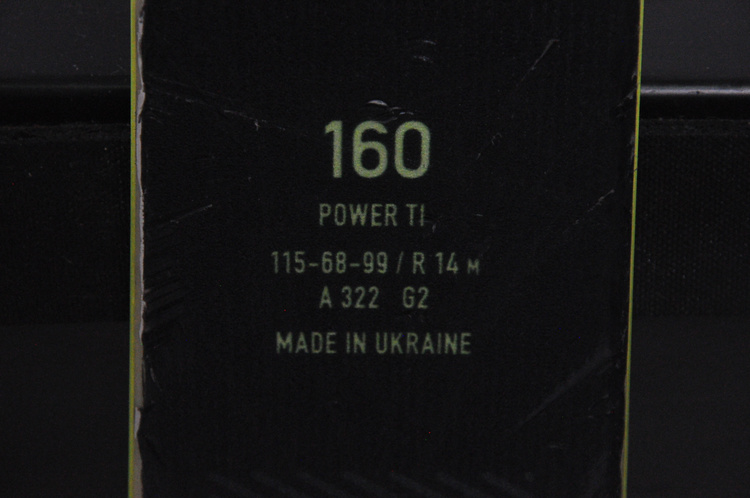 160
POWER TI
115-68-99 / R 14 M
A 322 G2
MADE IN UKRAINE